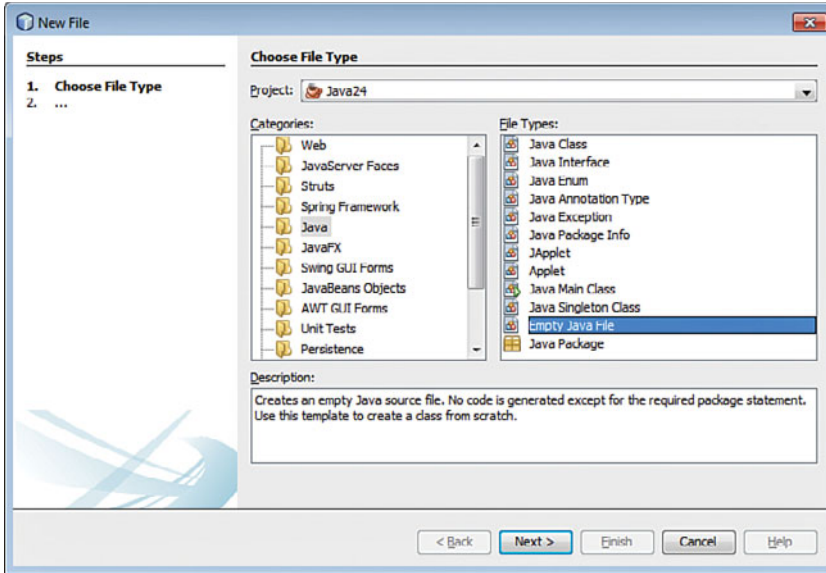 New File
Steps
1. Choose File Type
2. ...
Choose File Type
Project: Java24
Categories:
Web
JavaServer Faces
Struts
Spring Framework
Java
JavaFX
Swing GUI Forms
JavaBeans Objects
AWT GUI Forms
Unit Tests
Persistence
File Types:
Java Class
Java Interface
Java Enum
Java Annotation Type
Java Exception
Java Package Info
JApplet
Applet
Java Main Class
Java Singleton Class
Empty Java File
Java Package
Description:
Creates an empty Java source file. No code is generated except for the required package statement.
Use this template to create a class from scratch.
< Back Next > Finish Cancel Help